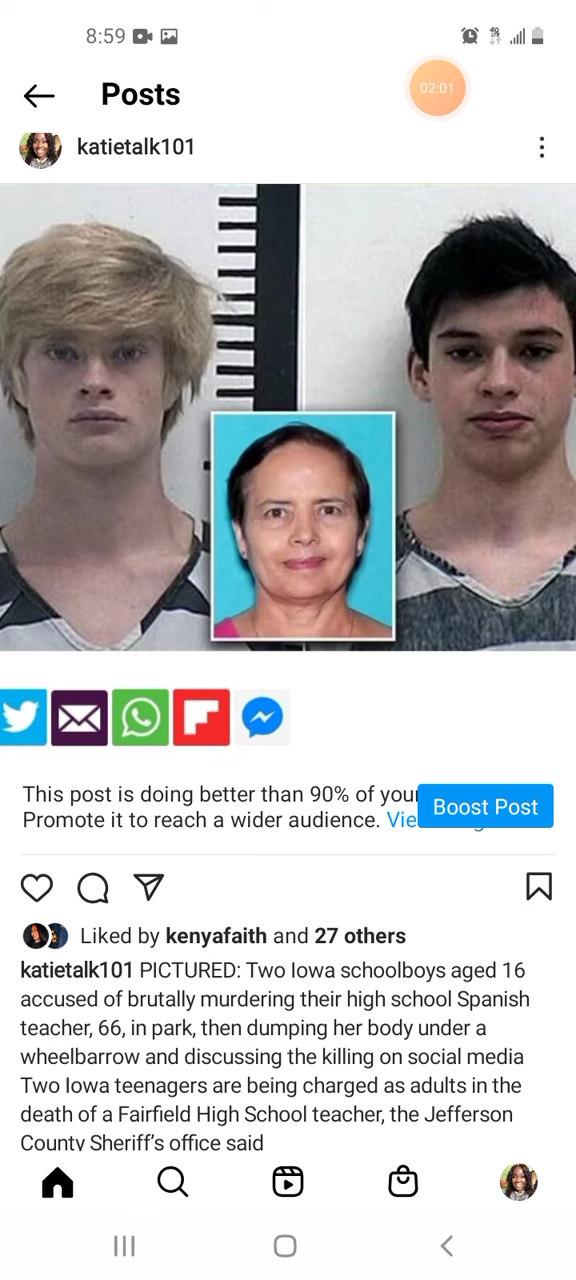 8:59
Posts
02:01
katietalk101
This post is doing better than 90% of your
Promote it to reach a wider audience. Vie
Boost Post
Liked by kenyafaith and 27 others
katietalk101 PICTURED: Two Iowa schoolboys aged 16
accused of brutally murdering their high school Spanish
teacher, 66, in park, then dumping her body under a
wheelbarrow and discussing the killing on social media
Two Iowa teenagers are being charged as adults in the
death of a Fairfield High School teacher, the Jefferson
County Sheriff's office said